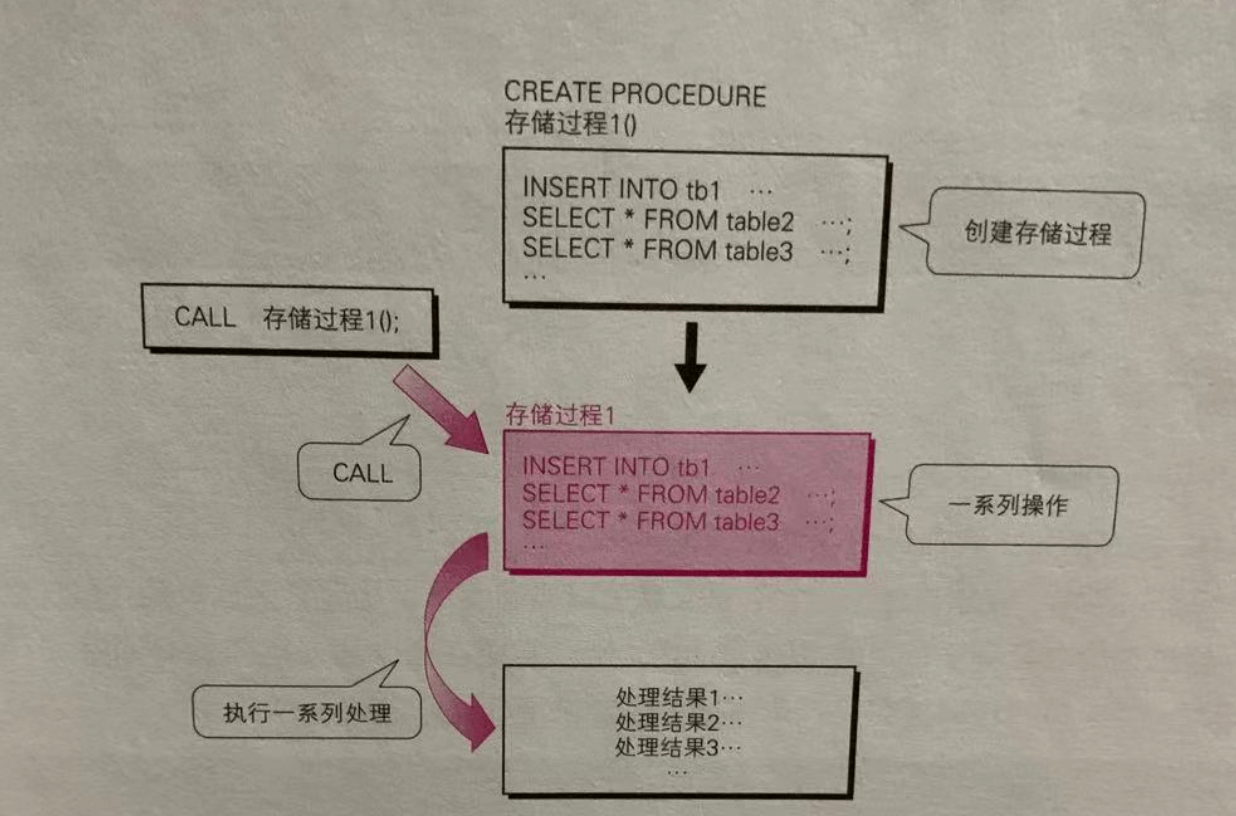 CREATE PROCEDURE
存储过程1()
INSERT INTO tb1 …
SELECT * FROM table2 …;
SELECT * FROM table3 …;
…
创建存储过程
CALL 存储过程1();
CALL
存储过程1
INSERT INTO tb1 …
SELECT * FROM table2 …;
SELECT * FROM table3 …;
…
一系列操作
执行一系列处理
处理结果1…
处理结果2…
处理结果3…
…